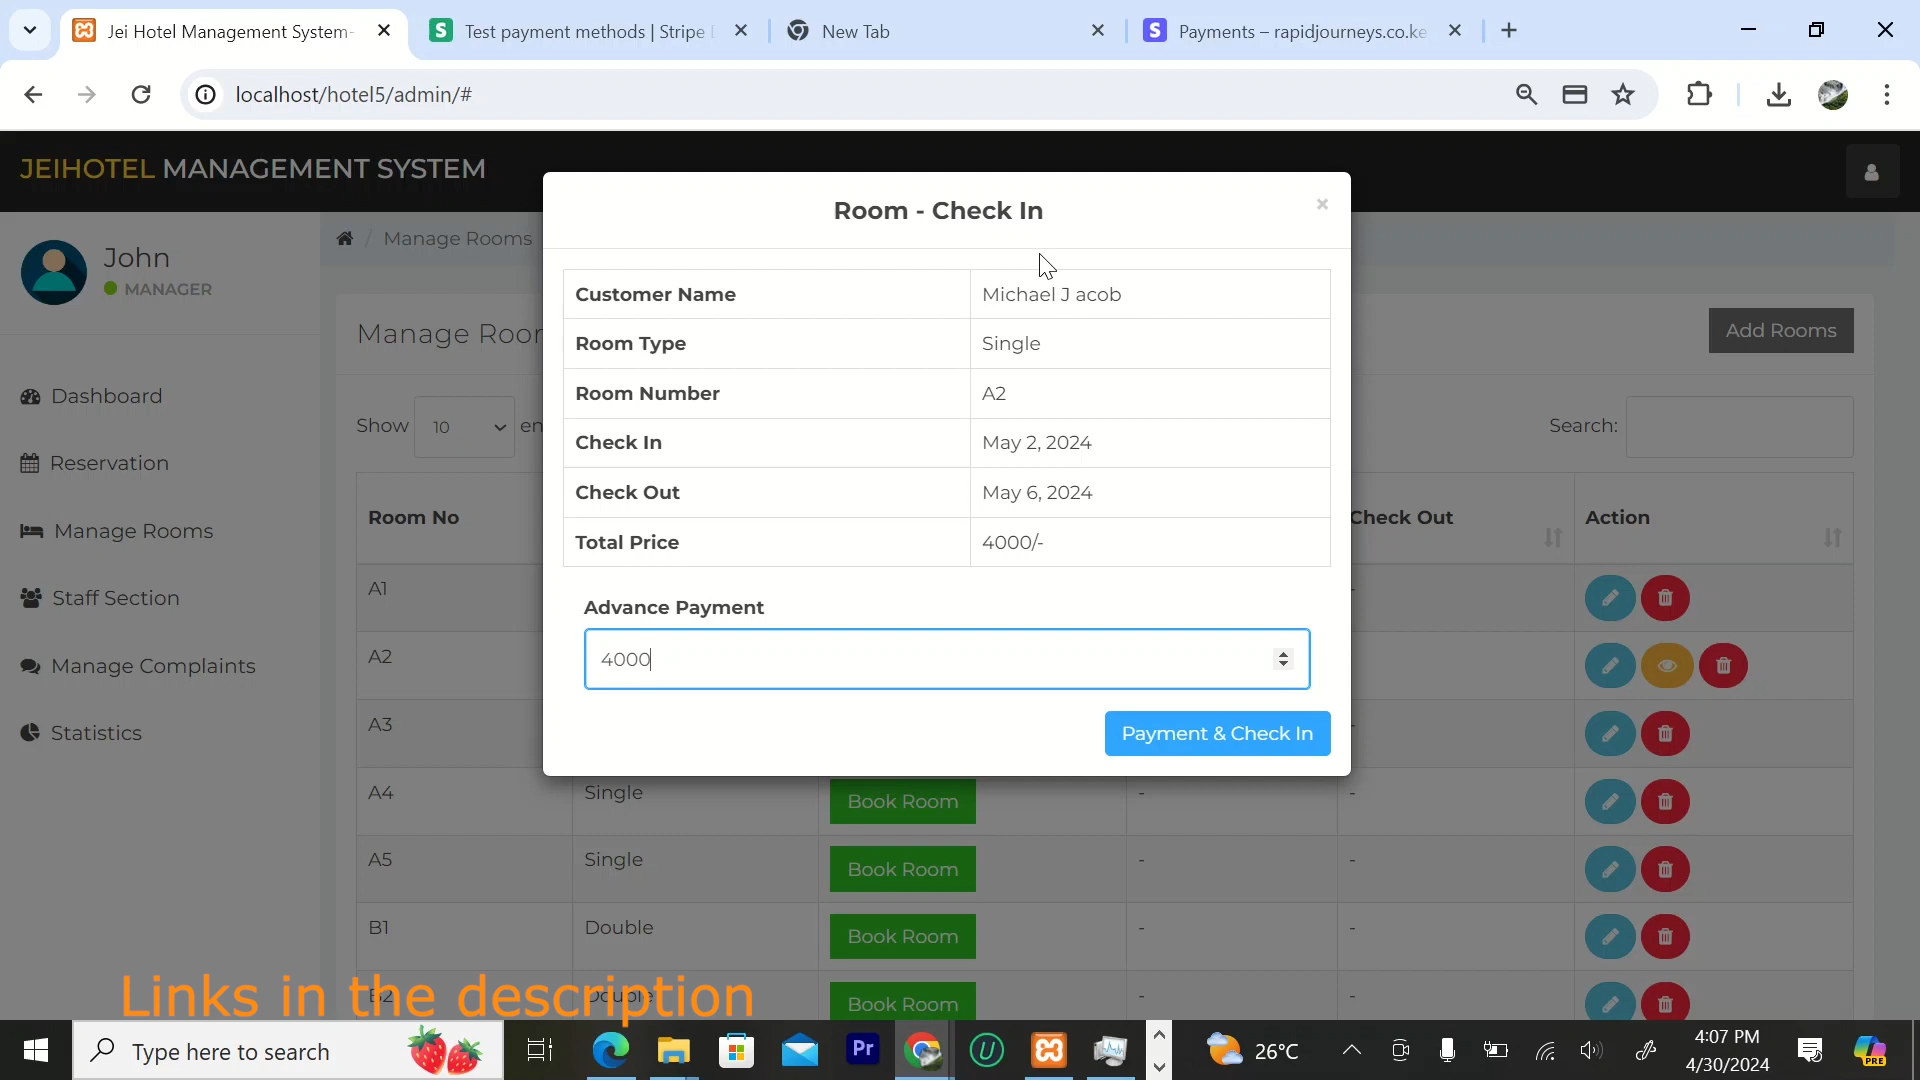 Jei Hotel Management System-
Test payment methods | Stripe
New Tab
Payments – rapidjourneys.co.ke
localhost/hotel5/admin/#
JEIHOTEL MANAGEMENT SYSTEM
John
MANAGER
Dashboard
Reservation
Manage Rooms
Staff Section
Manage Complaints
Statistics
/ Manage Rooms
Manage Roor
Add Rooms
Show 10 en
Search:
Room No
Check Out
Action
A1
-
A2
A3
-
A4 Single Book Room - -
A5 Single Book Room - -
B1 Double Book Room - -
B2 Double Book Room - -
Room - Check In
×
Customer Name Michael J acob
Room Type Single
Room Number A2
Check In May 2, 2024
Check Out May 6, 2024
Total Price 4000/-
Advance Payment
4000
Payment & Check In
Links in the description
Type here to search
Pr
26°C
4:07 PM
4/30/2024
PRE